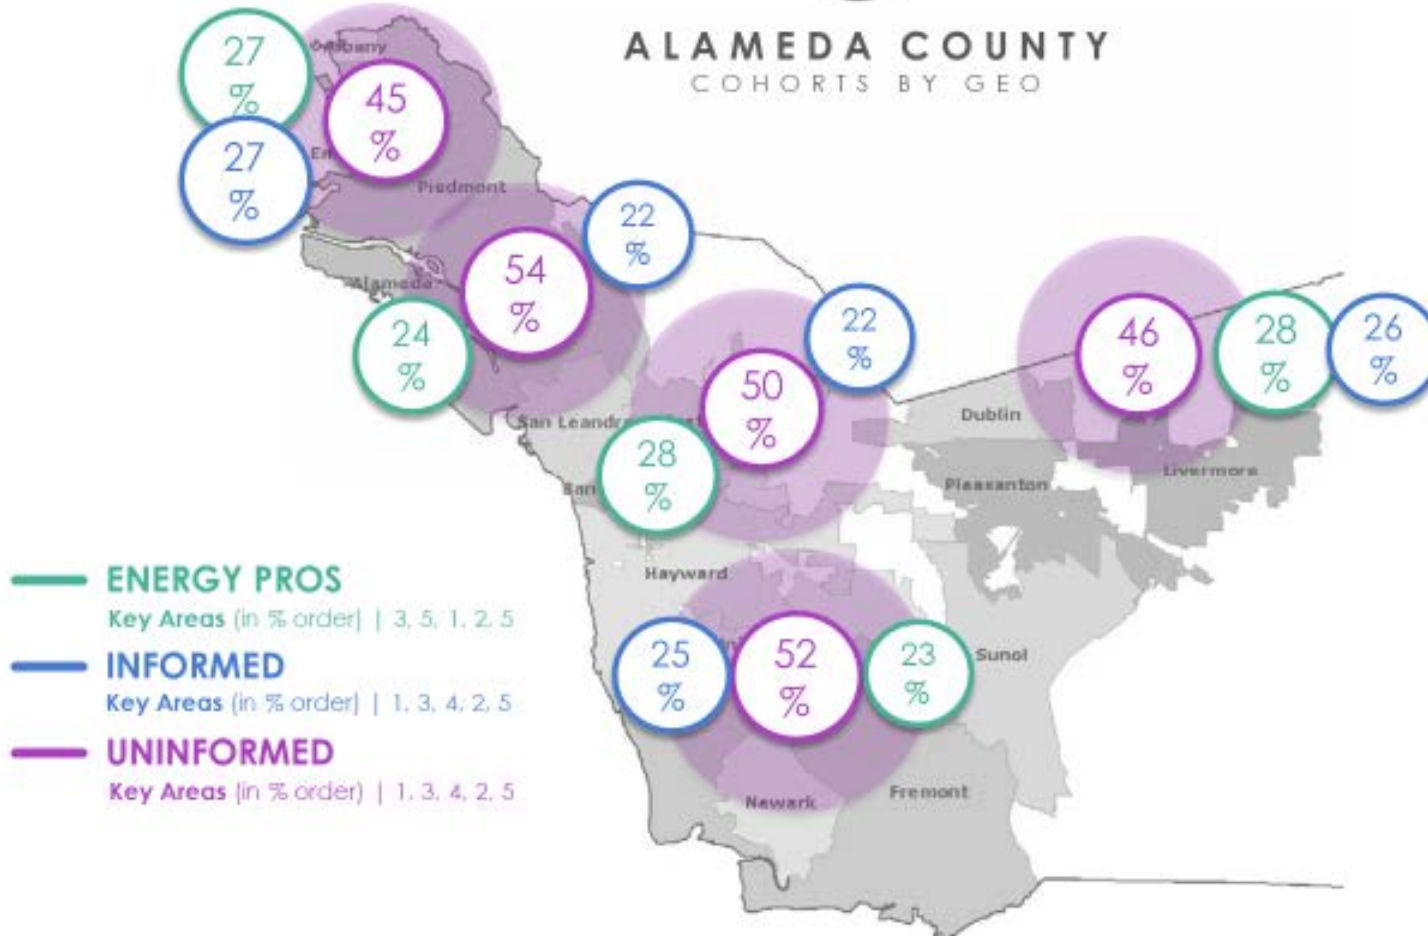 ALAMEDA COUNTY
COHORTS BY GEO
27
%
45
%
27
%
Piedmont
22
%
54
%
Alameda
24
%
22
%
50
%
46
%
28
%
26
%
Dublin
San Leandro
28
%
Livermore
Pleasanton
San
Hayward
ENERGY PROS
Key Areas (in % order) | 3, 5, 1, 2, 5
INFORMED
Key Areas (in % order) | 1, 3, 4, 2, 5
UNINFORMED
Key Areas (in % order) | 1, 3, 4, 2, 5
25
%
52
%
23
%
Sunol
Newark
Fremont